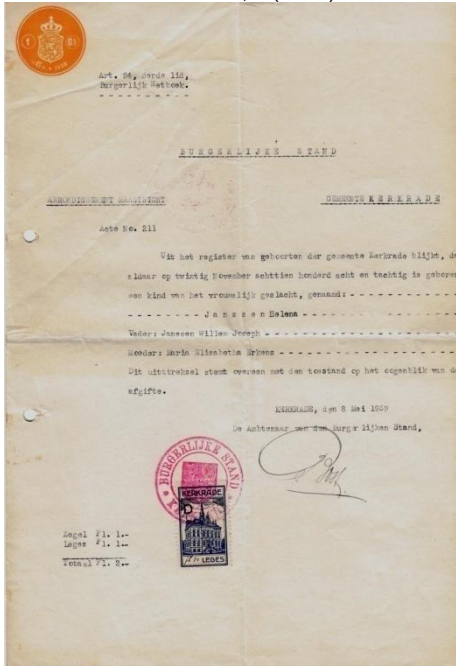 Art. 24, derde lid,
Burgerlijk Wetboek.
BURGERLIJKE STAND
ARRONDISSEMENT MAASTRICHT
GEMEENTE KERKRADE
Acte No. 211
Uit het register van geboorten der gemeente Kerkrade blijkt, da
aldaar op twintig November achttien honderd acht en tachtig is geboren
een kind van het vrouwelijk geslacht, genaamd: - - - - - - - - - -
- - - - - - - - Janssen Helena - - - - - - - - - - - - - -
Vader: Janssen Willem Joseph - - - - - - - - - - - - - - - -
Moeder: Maria Elisabetha Erkens - - - - - - - - - - - - - - -
Dit uittreksel stemt overeen met den toestand op het oogenblik van de
afgifte.
KERKRADE, den 8 Mei 1939
De Ambtenaar van den Burgerlijken Stand,
BURGERLIJKE STAND
KERKRADE
D
LEGES
Zegel Fl. 1.-
Leges Fl. 1.-
Totaal Fl. 2.-